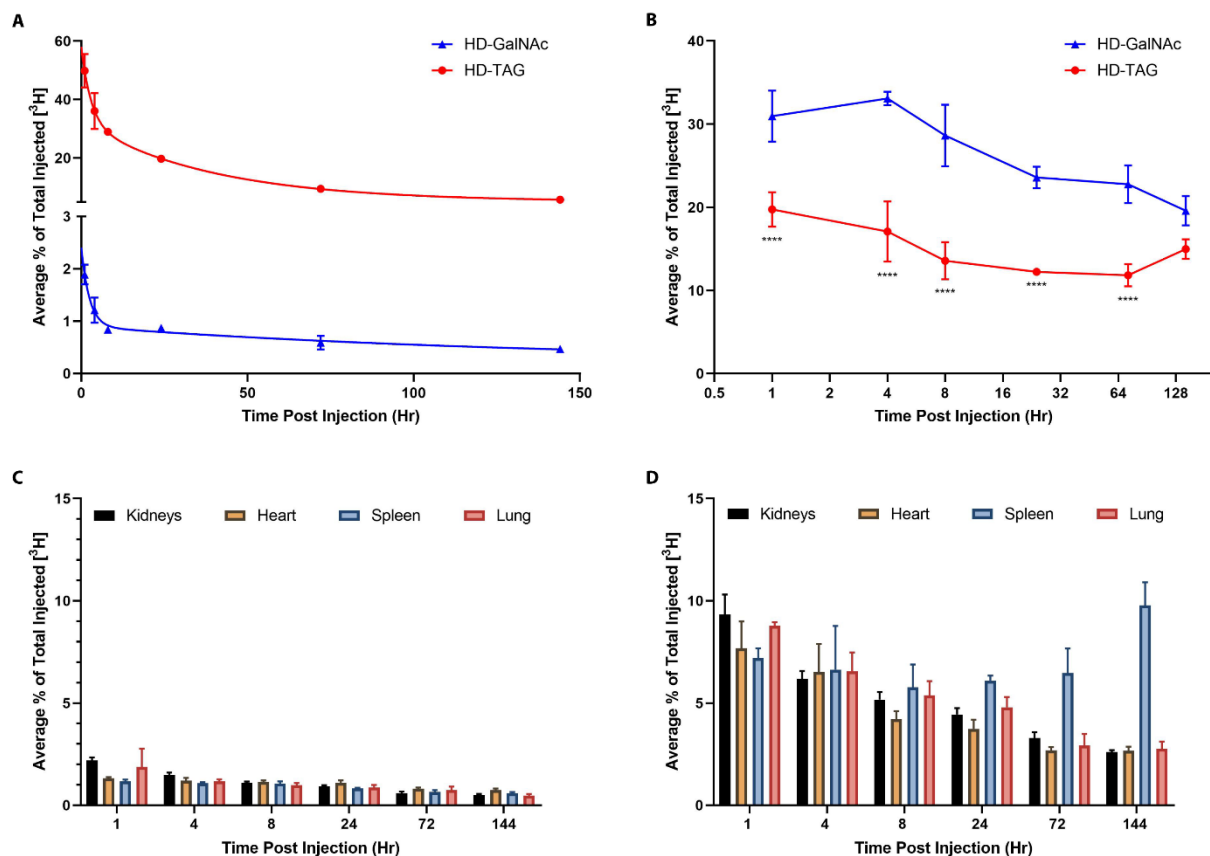 A
HD-GalNAc
HD-TAG
Average % of Total Injected [³H]
60
40
20
3
2
1
0
0 50 100 150
Time Post Injection (Hr)
B
HD-GalNAc
HD-TAG
Average % of Total Injected [³H]
40
30
20
10
0
**** **** **** **** ****
0.5 1 2 4 8 16 32 64 128
Time Post Injection (Hr)
C
Kidneys Heart Spleen Lung
Average % of Total Injected [³H]
15
10
5
0
1 4 8 24 72 144
Time Post Injection (Hr)
D
Kidneys Heart Spleen Lung
Average % of Total Injected [³H]
15
10
5
0
1 4 8 24 72 144
Time Post Injection (Hr)